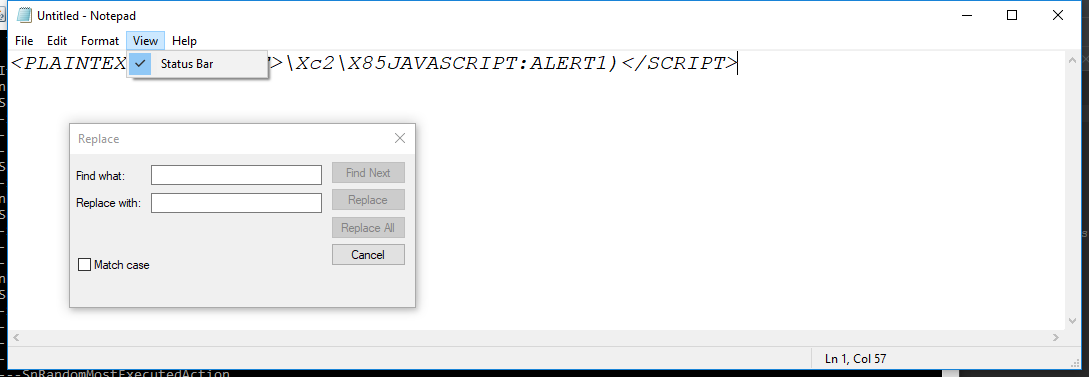 Untitled - Notepad
File Edit Format View Help
Status Bar
<PLAINTEX >\Xc2\X85JAVASCRIPT:ALERT1)</SCRIPT>
Replace
Find what:
Find Next
Replace with:
Replace
Replace All
Cancel
Match case
Ln 1, Col 57
---SnRandomMostExecutedAction